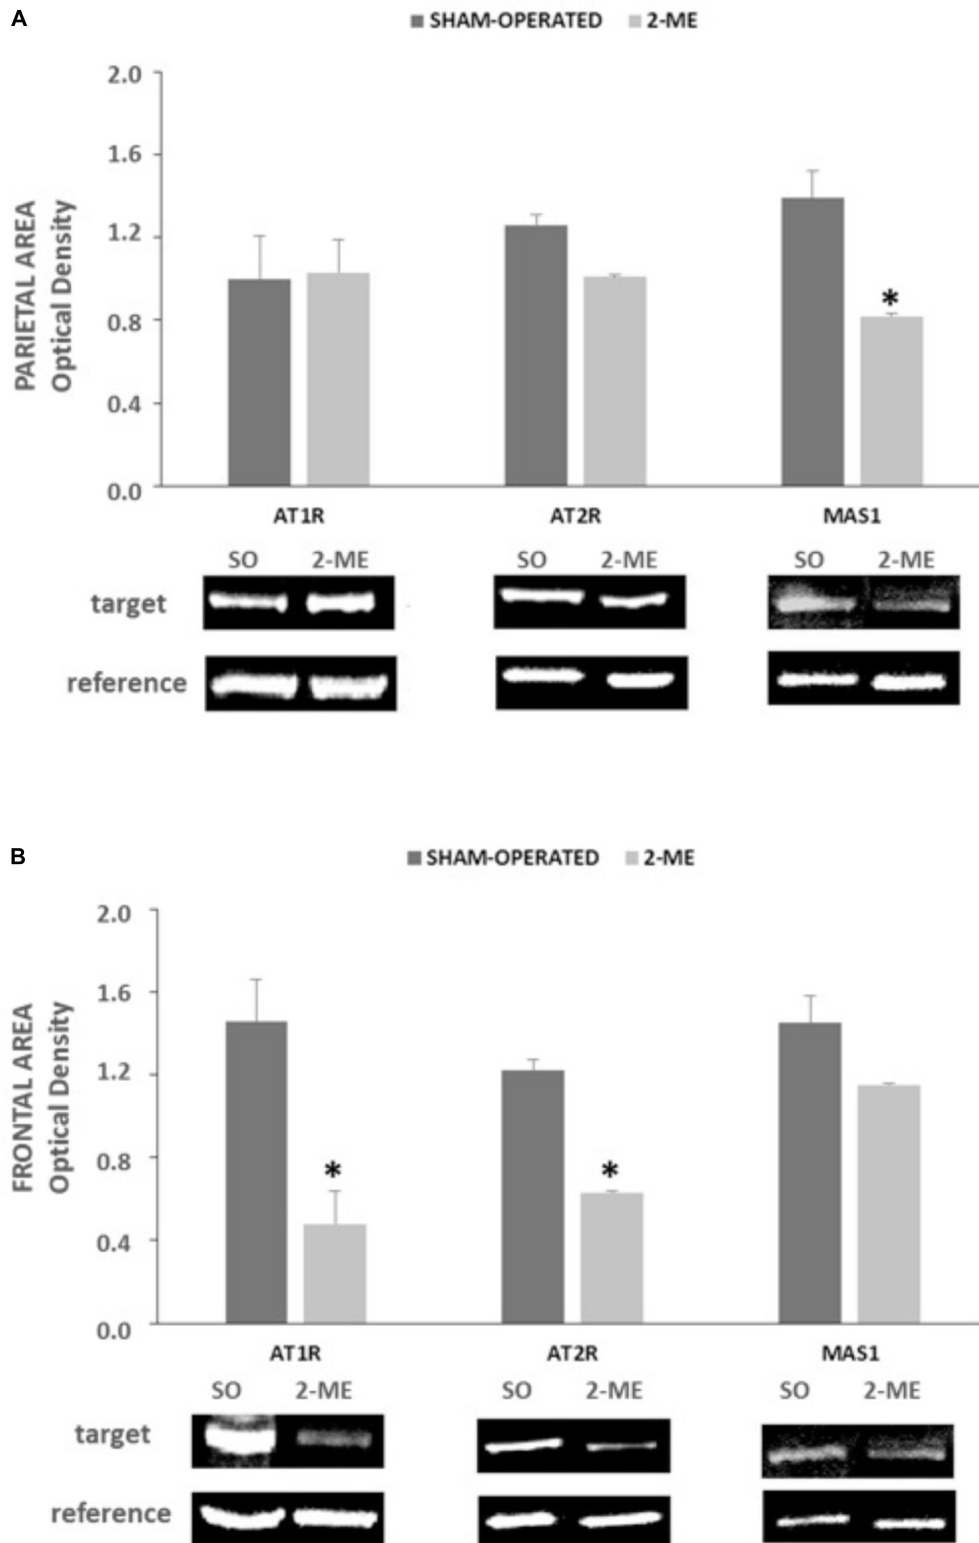 A
SHAM-OPERATED 2-ME
PARIETAL AREA
Optical Density
2.0
1.6
1.2
0.8
0.4
0.0
*
AT1R AT2R MAS1
SO 2-ME SO 2-ME SO 2-ME
target
reference
B
SHAM-OPERATED 2-ME
FRONTAL AREA
Optical Density
2.0
1.6
1.2
0.8
0.4
0.0
* *
AT1R AT2R MAS1
SO 2-ME SO 2-ME SO 2-ME
target
reference